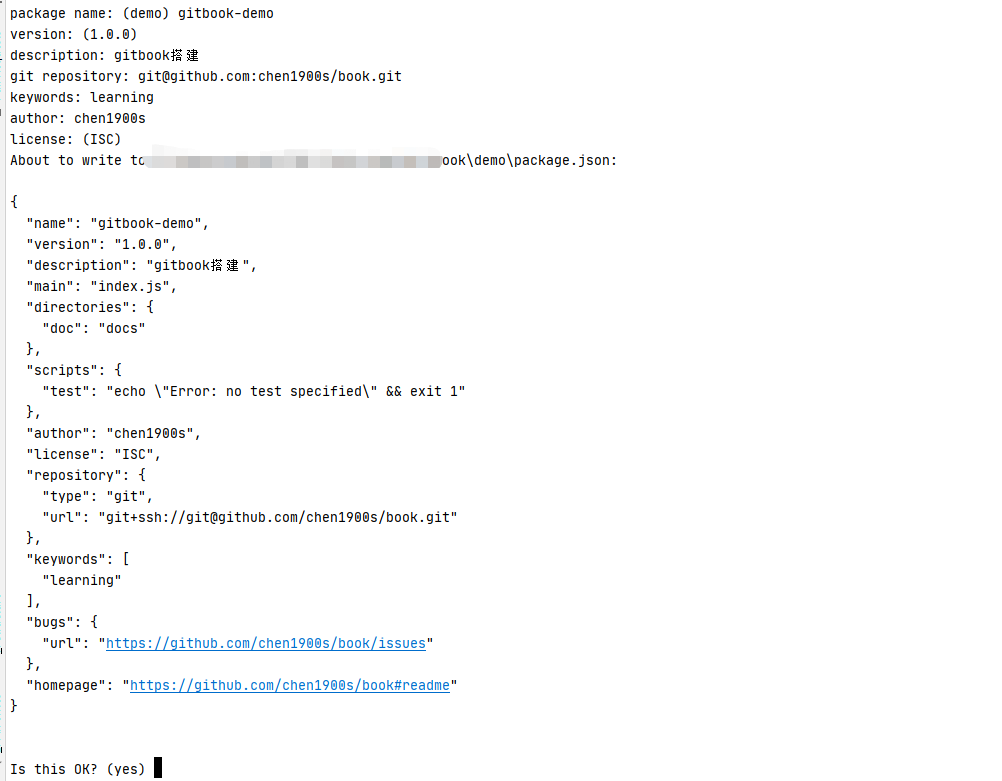 package name: (demo) gitbook-demo
version: (1.0.0)
description: gitbook搭建
git repository: git@github.com:chen1900s/book.git
keywords: learning
author: chen1900s
license: (ISC)
About to write to ook\demo\package.json:
{
  "name": "gitbook-demo",
  "version": "1.0.0",
  "description": "gitbook搭建",
  "main": "index.js",
  "directories": {
    "doc": "docs"
  },
  "scripts": {
    "test": "echo \"Error: no test specified\" && exit 1"
  },
  "author": "chen1900s",
  "license": "ISC",
  "repository": {
    "type": "git",
    "url": "git+ssh://git@github.com/chen1900s/book.git"
  },
  "keywords": [
    "learning"
  ],
  "bugs": {
    "url": "https://github.com/chen1900s/book/issues"
  },
  "homepage": "https://github.com/chen1900s/book#readme"
}
Is this OK? (yes)